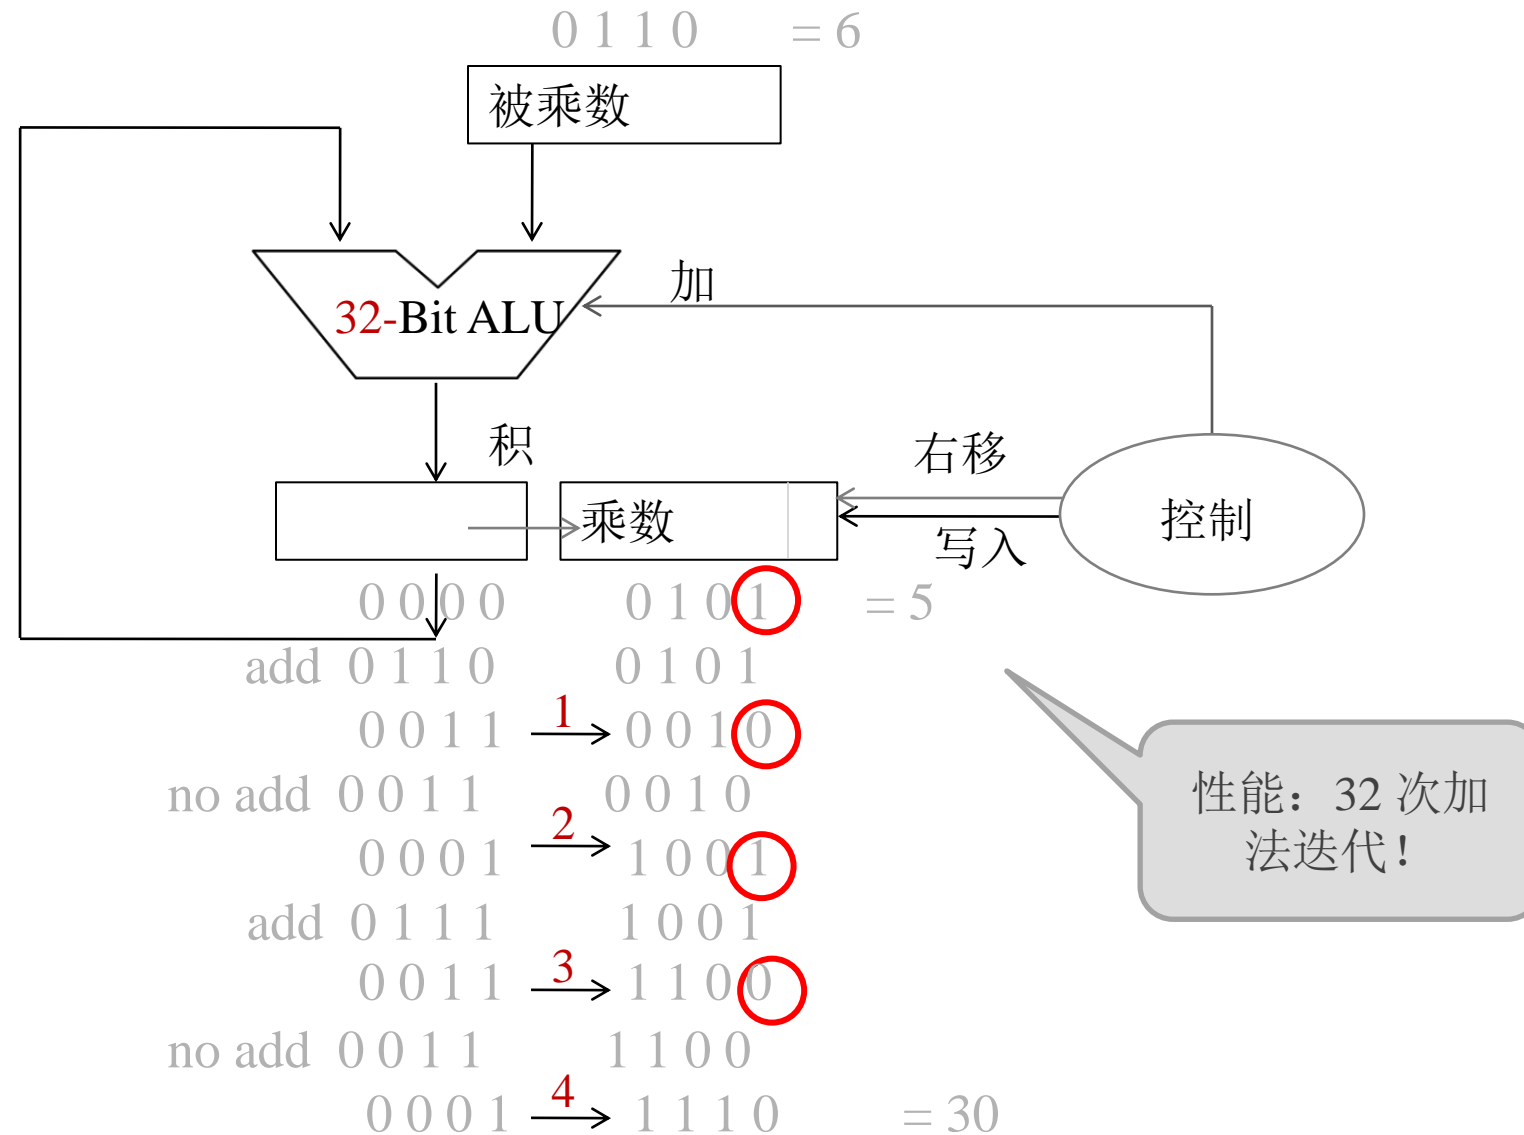 0 1 1 0 = 6
被乘数
加
32-Bit ALU
积
右移
乘数
控制
写入
0 0 0 0 0 1 0 1 = 5
add 0 1 1 0 0 1 0 1
0 0 1 1 1 0 0 1 0
no add 0 0 1 1 0 0 1 0
0 0 0 1 2 1 0 0 1
add 0 1 1 1 1 0 0 1
0 0 1 1 3 1 1 0 0
no add 0 0 1 1 1 1 0 0
0 0 0 1 4 1 1 1 0 = 30
性能：32 次加
法迭代！